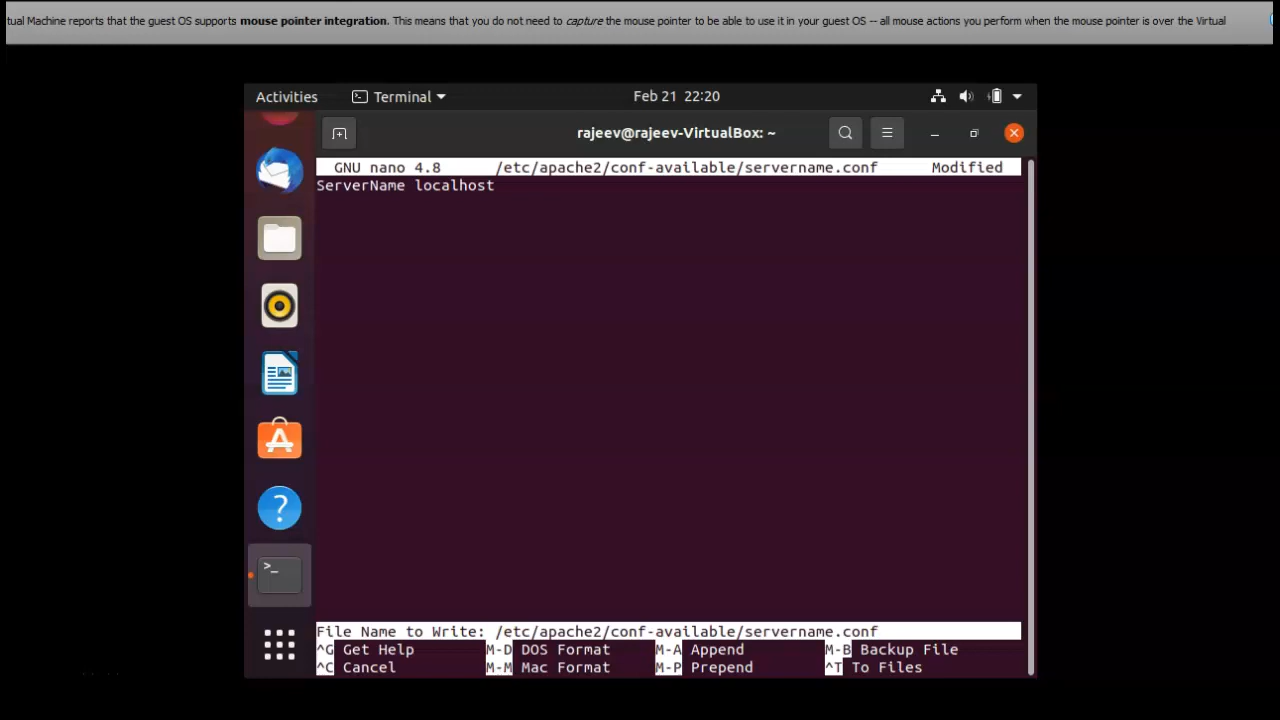 tual Machine reports that the guest OS supports mouse pointer integration. This means that you do not need to capture the mouse pointer to be able to use it in your guest OS -- all mouse actions you perform when the mouse pointer is over the Virtual
Activities Terminal Feb 21 22:20
rajeev@rajeev-VirtualBox: ~
GNU nano 4.8 /etc/apache2/conf-available/servername.conf Modified
ServerName localhost
File Name to Write: /etc/apache2/conf-available/servername.conf
^G Get Help M-D DOS Format M-A Append M-B Backup File
^C Cancel M-M Mac Format M-P Prepend ^T To Files